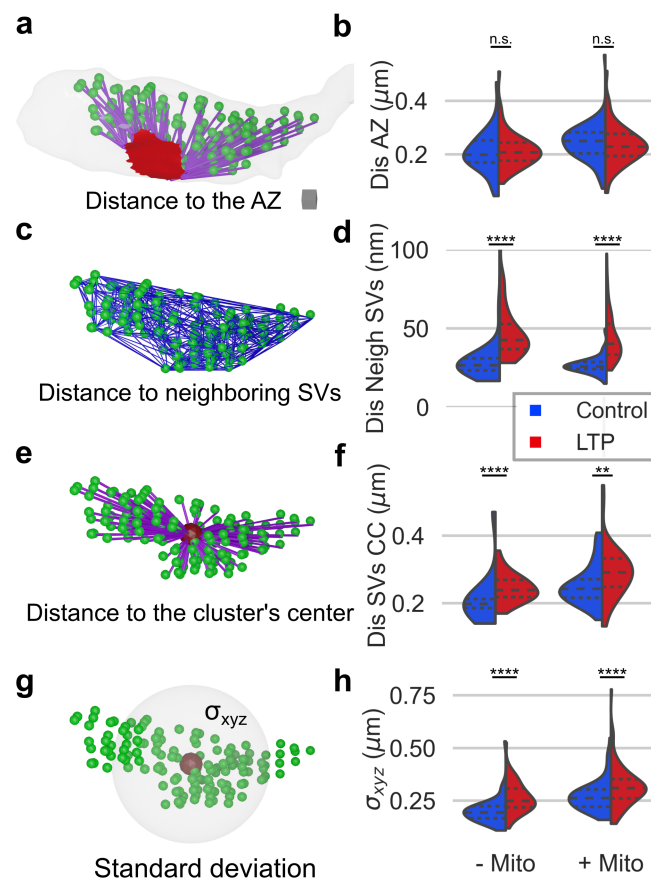 a
Distance to the AZ
b
n.s.
n.s.
Dis AZ (μm)
0.4
0.2
c
Distance to neighboring SVs
d
****
****
Dis Neigh SVs (nm)
100
50
0
Control
LTP
e
Distance to the cluster's center
f
****
**
Dis SVs CC (μm)
0.4
0.2
g
σxyz
Standard deviation
h
****
****
σxyz (μm)
0.75
0.50
0.25
- Mito
+ Mito